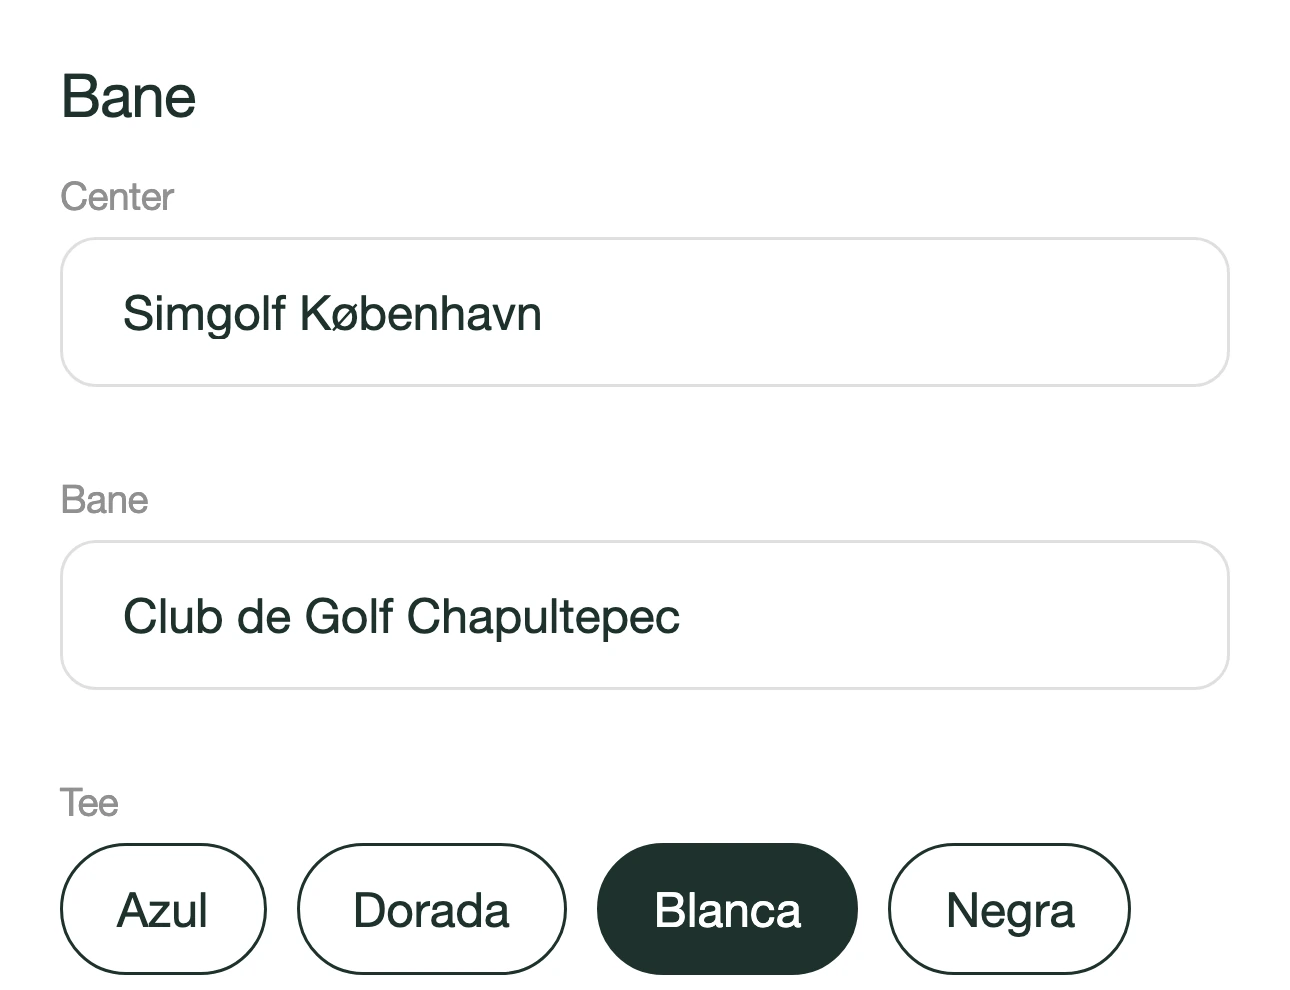 Bane
Center
Simgolf København
Bane
Club de Golf Chapultepec
Tee
Azul Dorada Blanca Negra